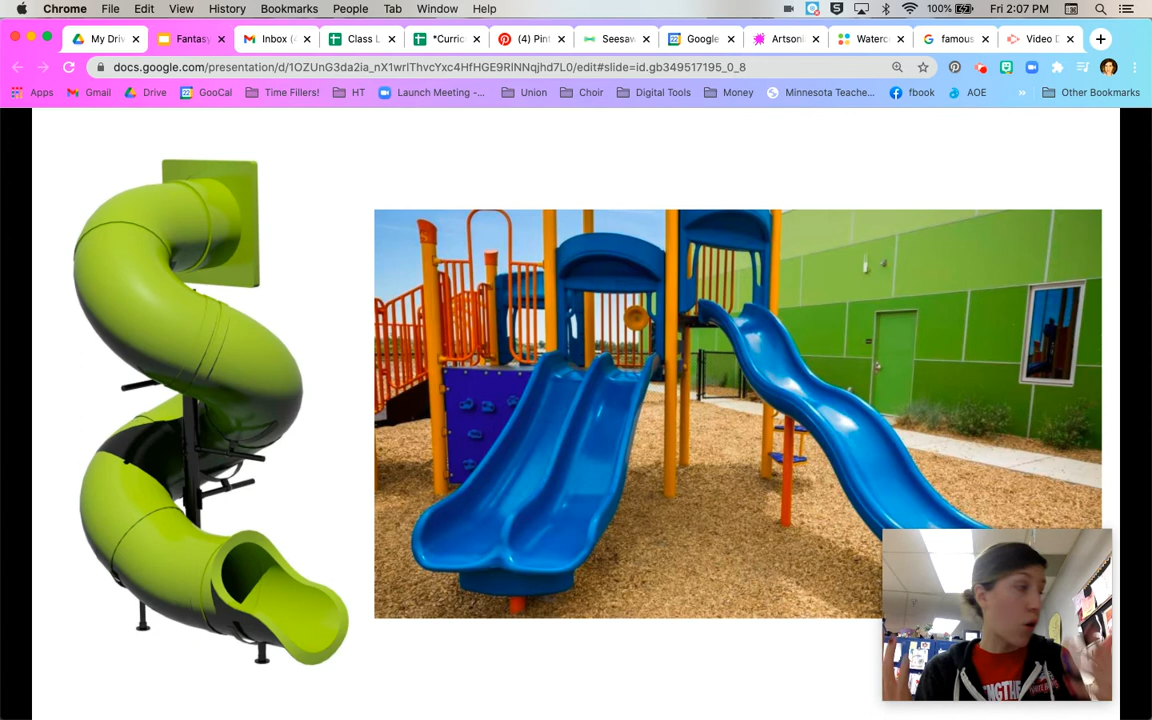 Chrome File Edit View History Bookmarks People Tab Window Help 100% Fri 2:07 PM
My Driv Fantasy Inbox ( Class L *Curric (4) Pint Seesaw Google Artsoni Waterc famous Video D
docs.google.com/presentation/d/1OZUnG3da2ia_nX1wrIThvcYxc4HfHGE9RINNqjhd7L0/edit#slide=id.gb349517195_0_8
Apps Gmail Drive GooCal Time Fillers! HT Launch Meeting -... Union Choir Digital Tools Money Minnesota Teache... fbook AOE » Other Bookmarks